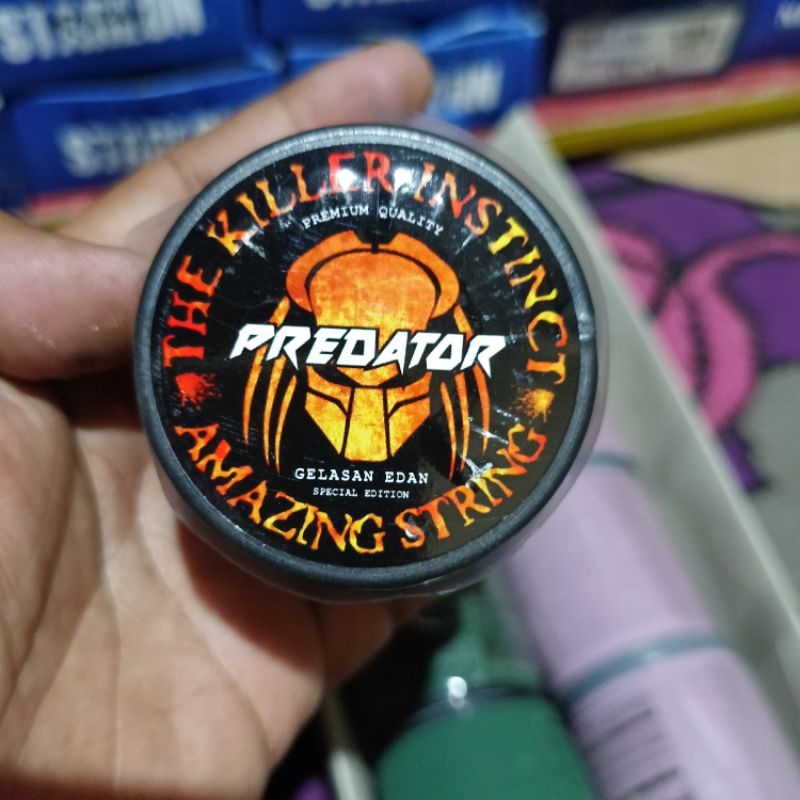 THE KILLER INSTINCT
PREMIUM QUALITY
PREDATOR
GELASAN EDAN
SPECIAL EDITION
AMAZING STRING